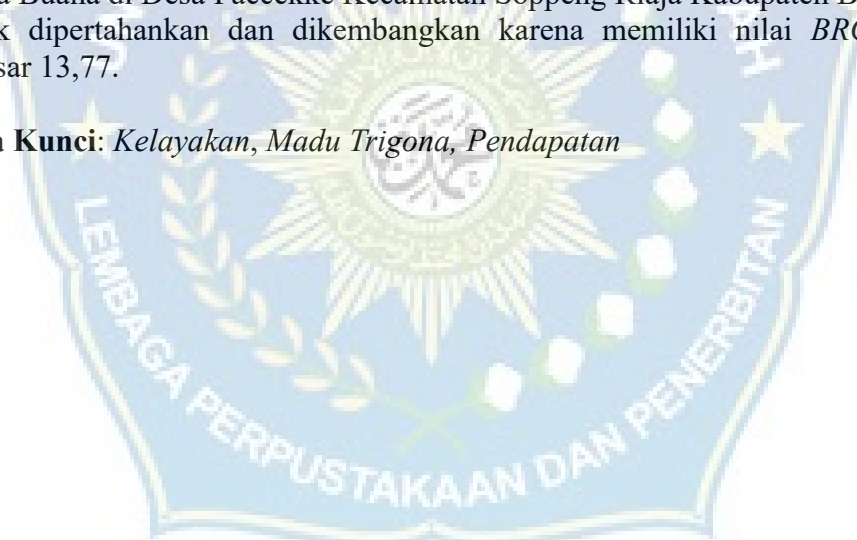 Buana di Desa Paccekke Kecamatan Soppeng Riaja Kabupaten B
dipertahankan dan dikembangkan karena memiliki nilai BRC
sar 13,77.
Kunci: Kelayakan, Madu Trigona, Pendapatan
LEMBAGA PERPUSTAKAAN DAN PENERBITAN